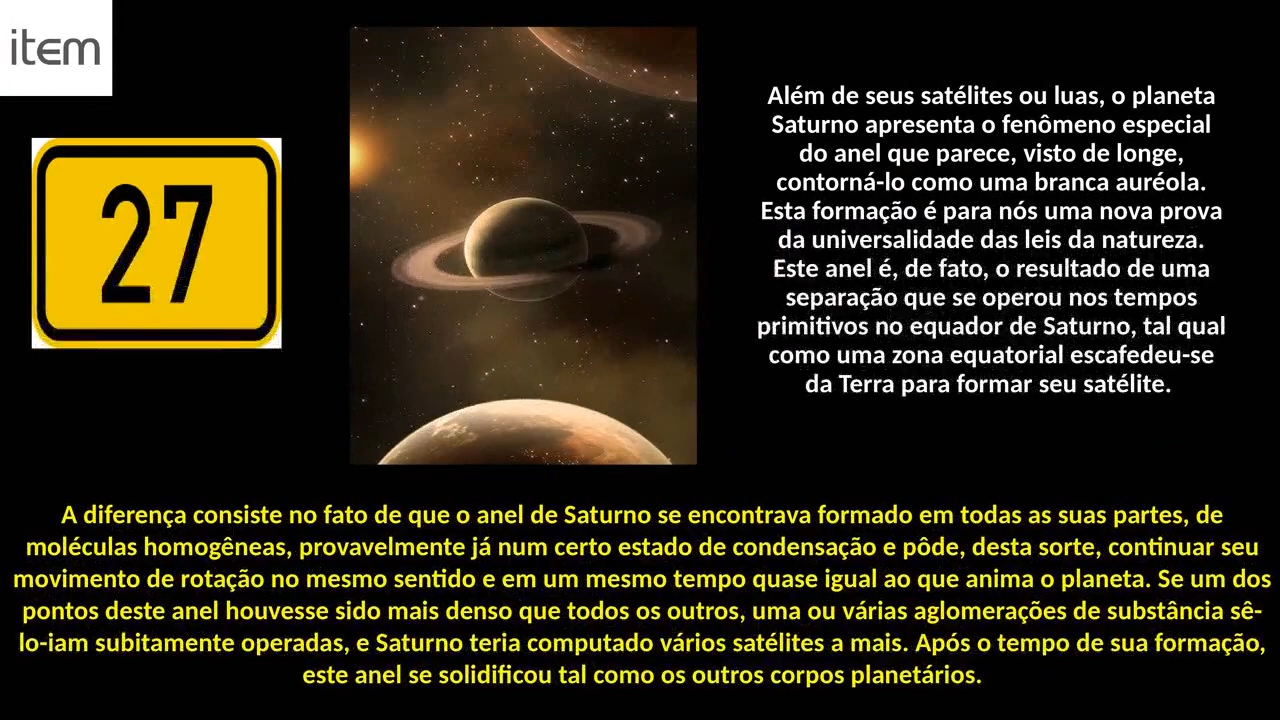 item
27
Além de seus satélites ou luas, o planeta
Saturno apresenta o fenômeno especial
do anel que parece, visto de longe,
contorná-lo como uma branca auréola.
Esta formação é para nós uma nova prova
da universalidade das leis da natureza.
Este anel é, de fato, o resultado de uma
separação que se operou nos tempos
primitivos no equador de Saturno, tal qual
como uma zona equatorial escafedeu-se
da Terra para formar seu satélite.
A diferença consiste no fato de que o anel de Saturno se encontrava formado em todas as suas partes, de
moléculas homogêneas, provavelmente já num certo estado de condensação e pôde, desta sorte, continuar seu
movimento de rotação no mesmo sentido e em um mesmo tempo quase igual ao que anima o planeta. Se um dos
pontos deste anel houvesse sido mais denso que todos os outros, uma ou várias aglomerações de substância sê-
lo-iam subitamente operadas, e Saturno teria computado vários satélites a mais. Após o tempo de sua formação,
este anel se solidificou tal como os outros corpos planetários.